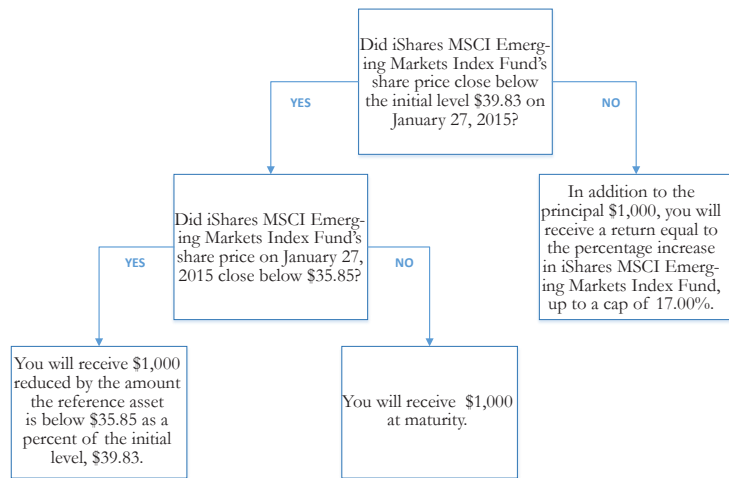 Did iShares MSCI Emerg-
ing Markets Index Fund's
share price close below
the initial level $39.83 on
January 27, 2015?
YES
NO
Did iShares MSCI Emerg-
ing Markets Index Fund's
share price on January 27,
2015 close below $35.85?
In addition to the
principal $1,000, you will
receive a return equal to
the percentage increase
in iShares MSCI Emerg-
ing Markets Index Fund,
up to a cap of 17.00%.
YES
NO
You will receive $1,000
reduced by the amount
the reference asset
is below $35.85 as a
percent of the initial
level, $39.83.
You will receive $1,000
at maturity.